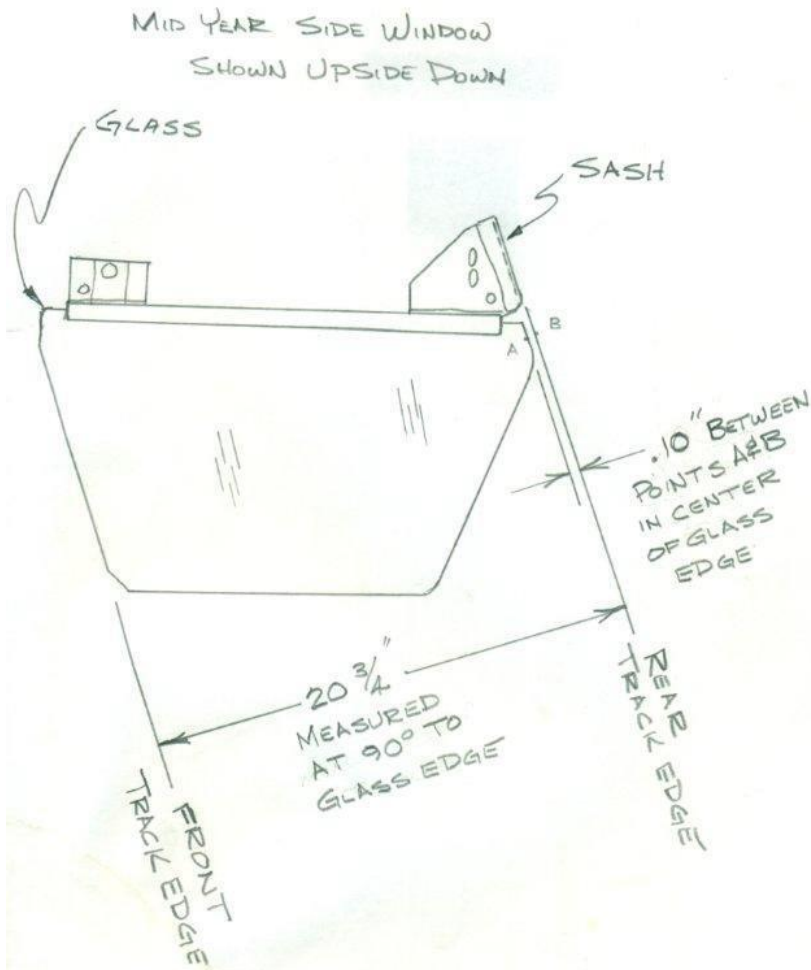 MID YEAR SIDE WINDOW
SHOWN UPSIDE DOWN
GLASS
SASH
B
A
.10" BETWEEN
POINTS A&B
IN CENTER
OF GLASS
EDGE
20 3/4"
MEASURED
AT 90° TO
GLASS EDGE
REAR
TRACK EDGE
FRONT
TRACK EDGE